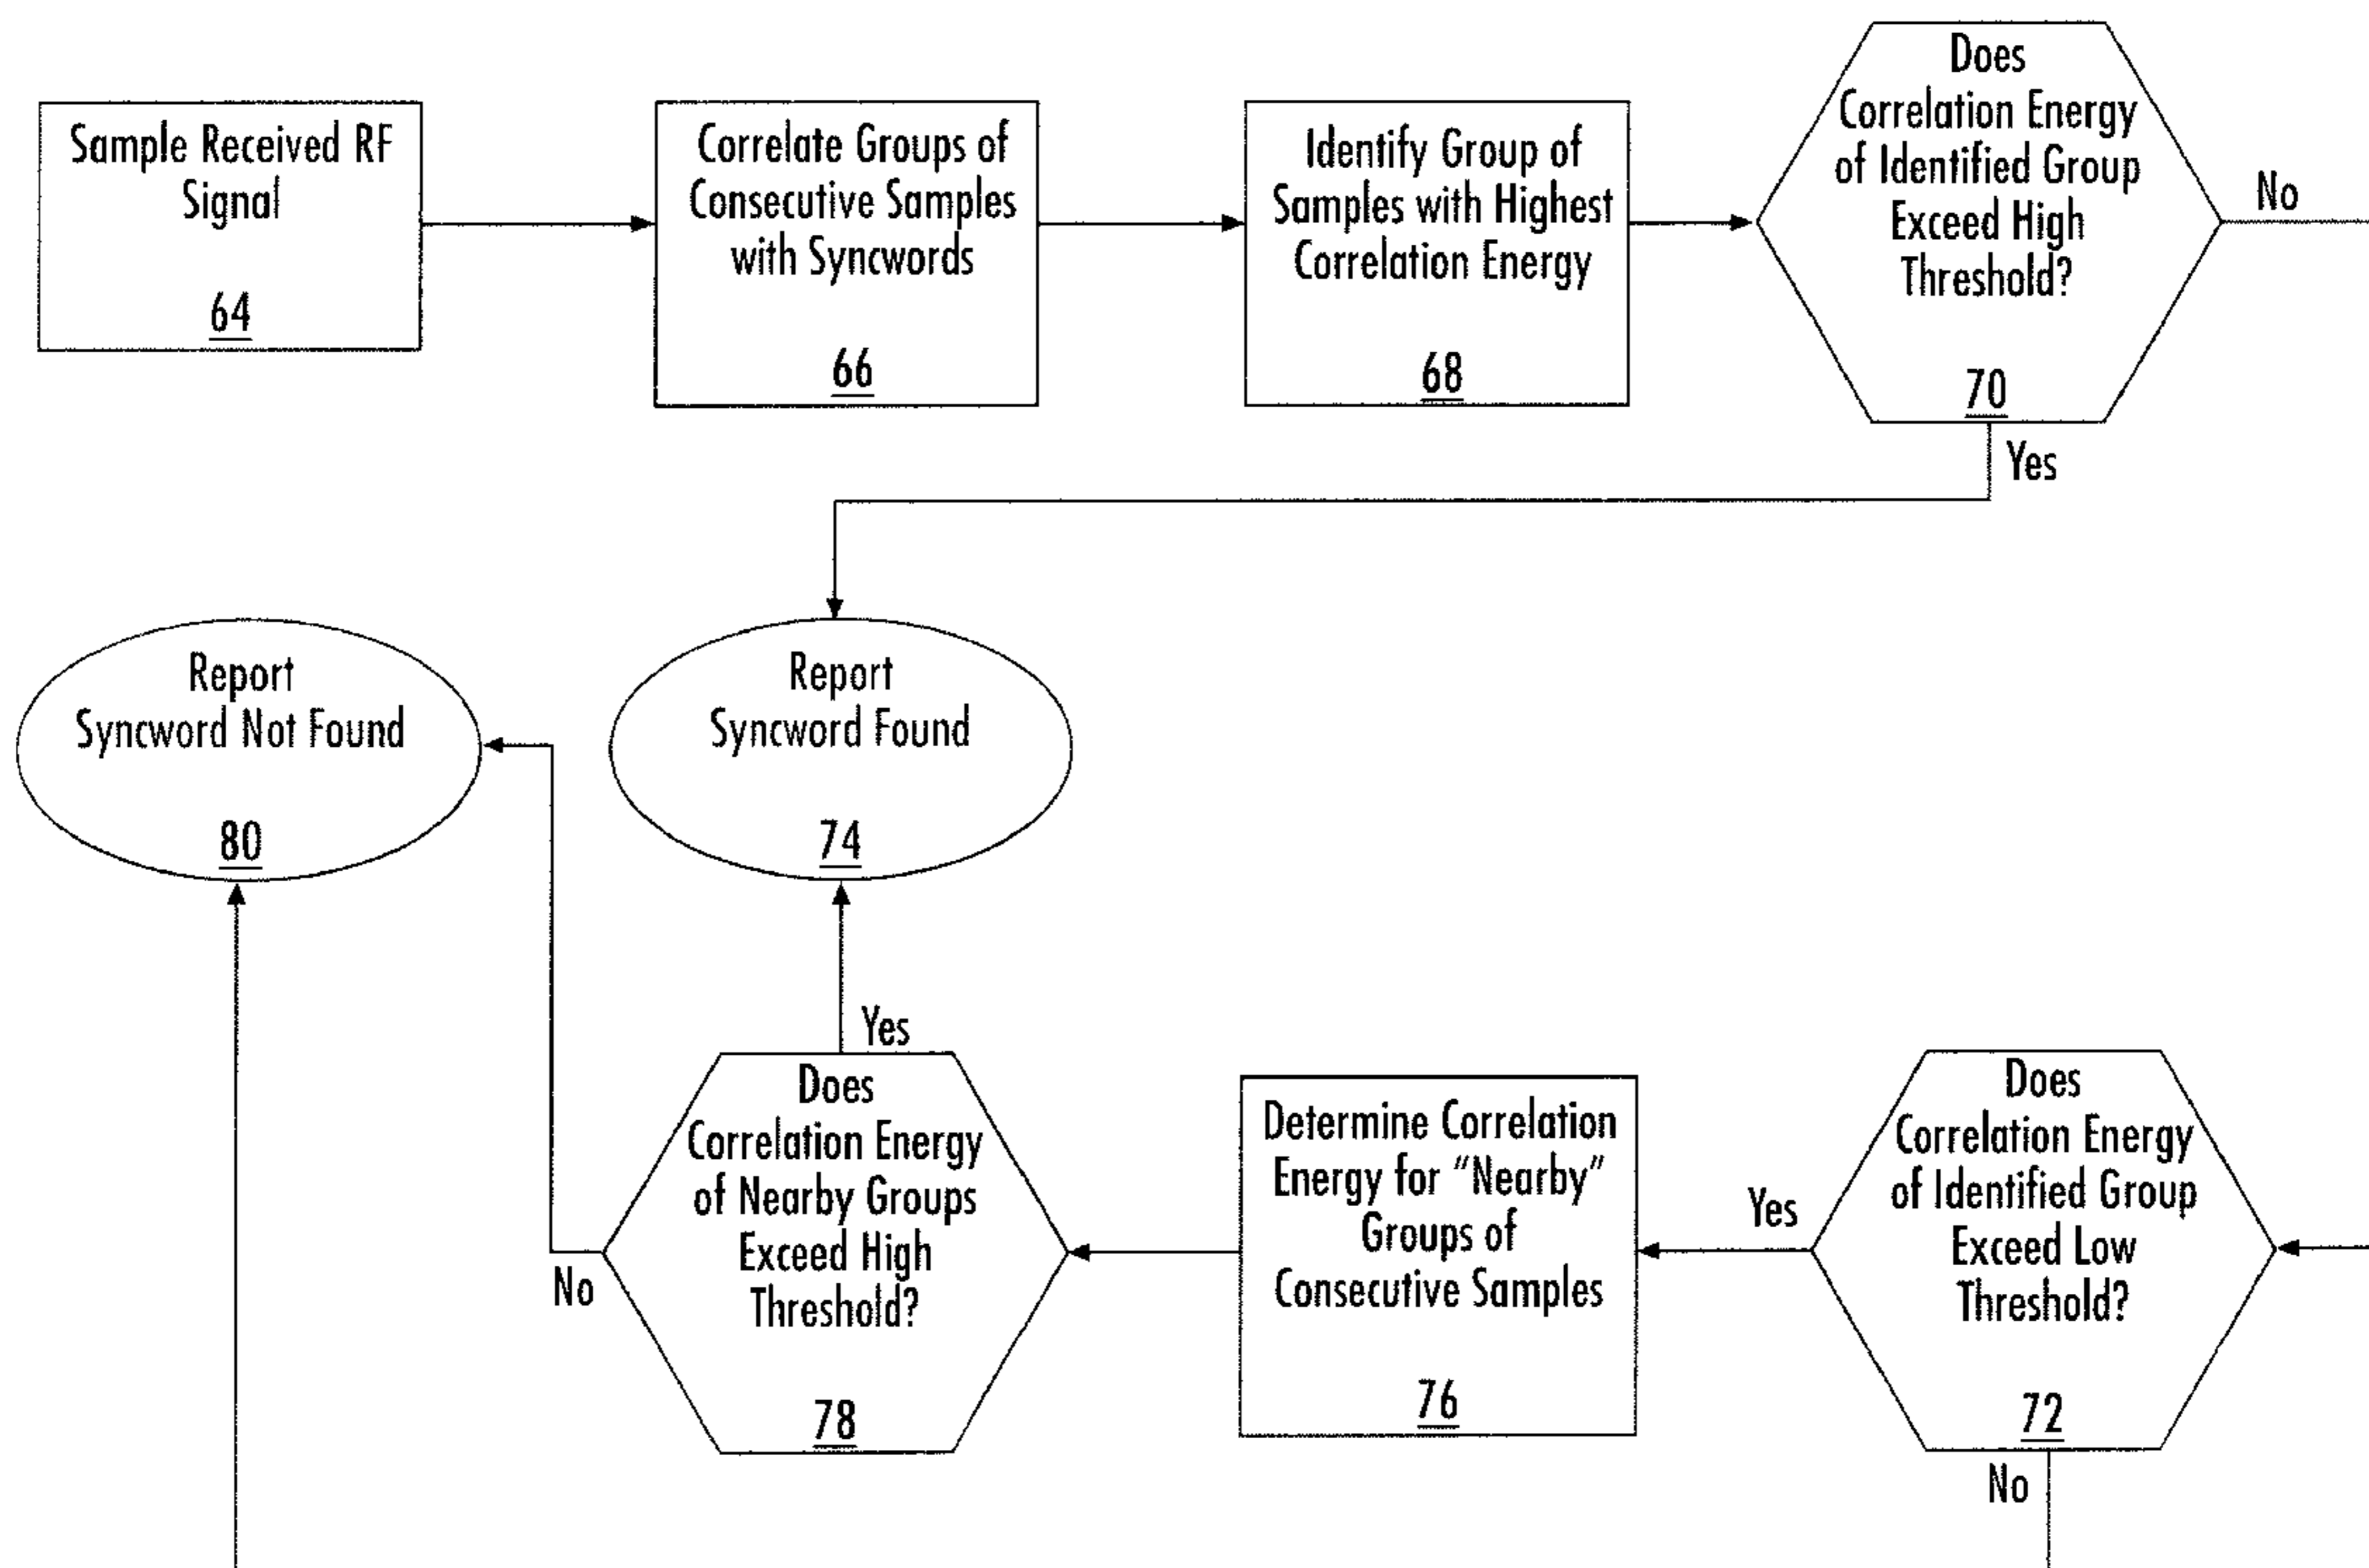 Sample Received RF
Signal
64
Correlate Groups of
Consecutive Samples
with Syncwords
66
Identify Group of
Samples with Highest
Correlation Energy
68
Does
Correlation Energy
of Identified Group
Exceed High
Threshold?
70
No
Yes
Report
Syncword Not Found
80
Report
Syncword Found
74
Yes
Does
Correlation Energy
of Nearby Groups
Exceed High
Threshold?
78
No
Determine Correlation
Energy for "Nearby"
Groups of
Consecutive Samples
76
Yes
Does
Correlation Energy
of Identified Group
Exceed Low
Threshold?
72
No